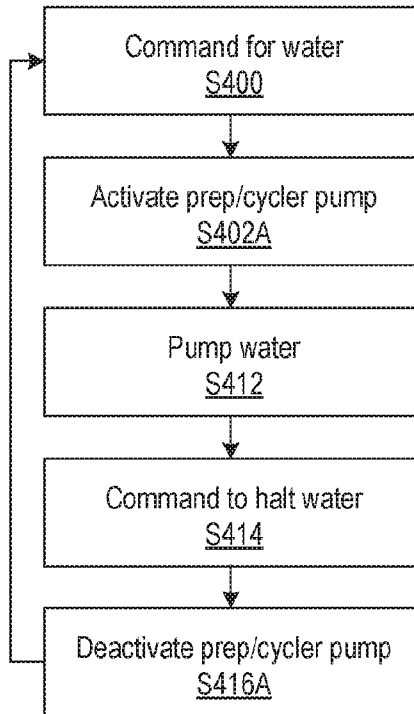 Command for water
S400
Activate prep/cycler pump
S402A
Pump water
S412
Command to halt water
S414
Deactivate prep/cycler pump
S416A